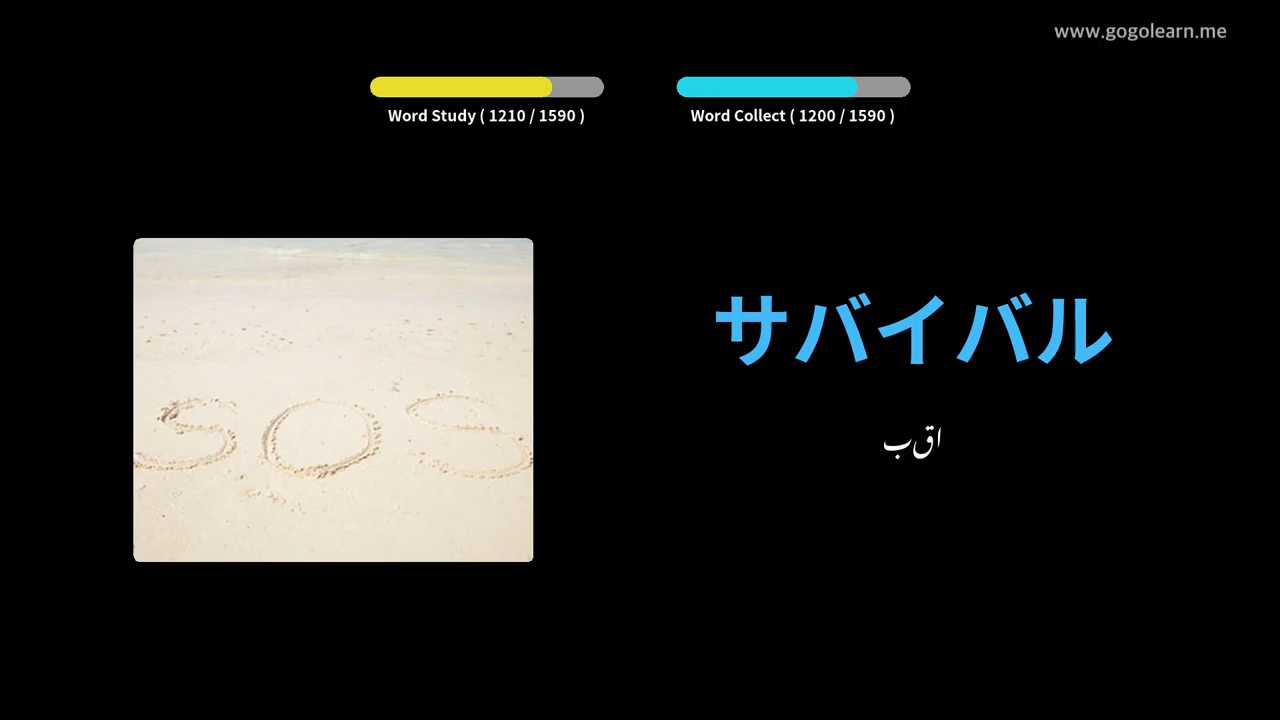 www.gogolearn.me
Word Study ( 1210 / 1590 )
Word Collect ( 1200 / 1590 )
SOS
サバイバル
اق‌ب